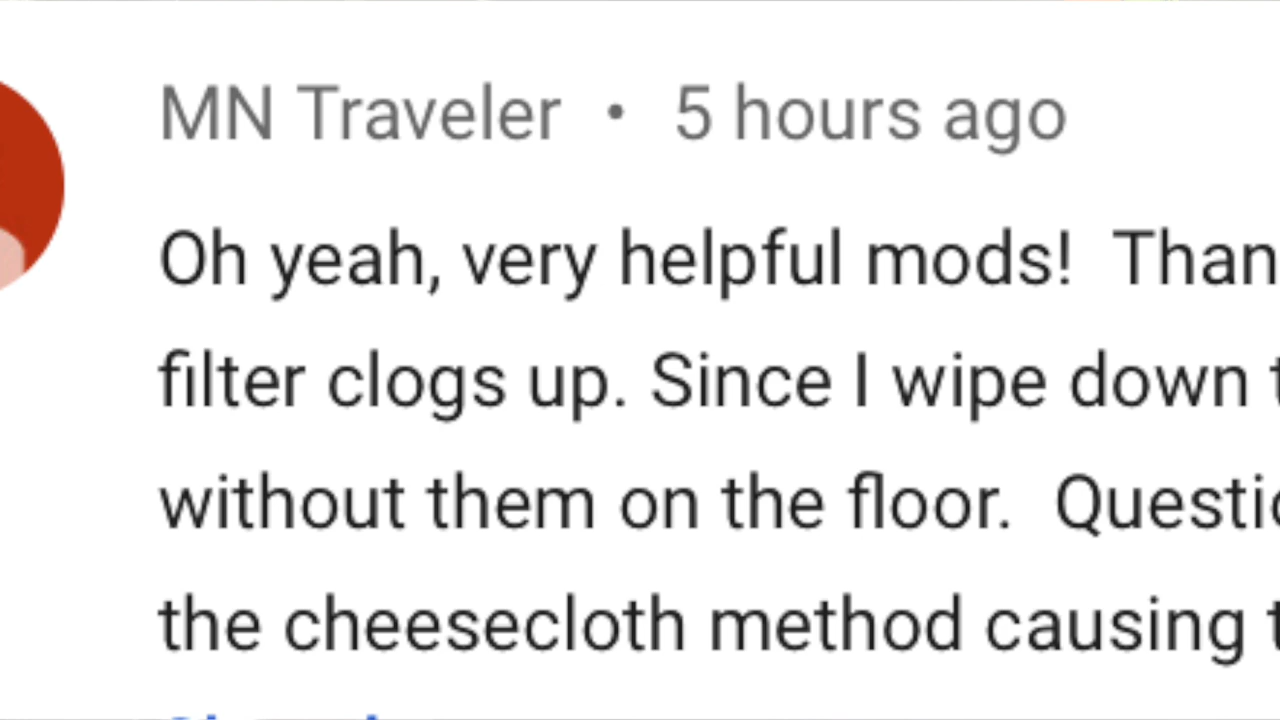 MN Traveler • 5 hours ago
Oh yeah, very helpful mods!  Than
filter clogs up. Since I wipe down
without them on the floor.  Questio
the cheesecloth method causing